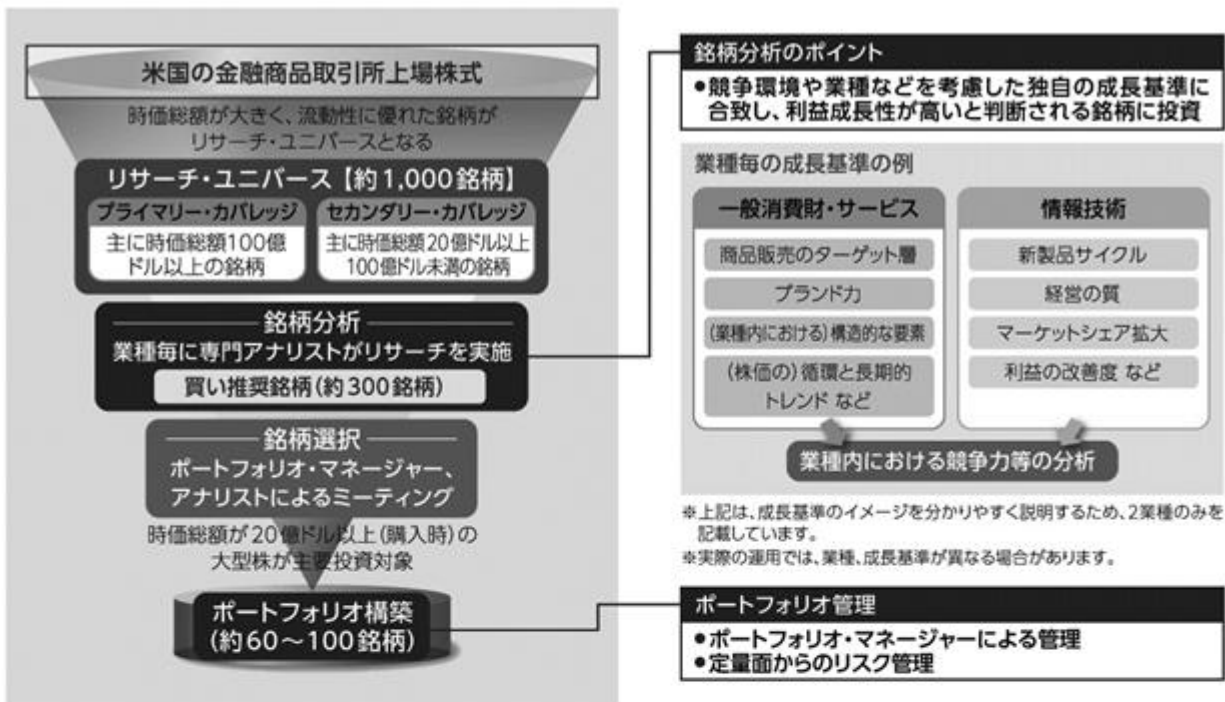 米国の金融商品取引所上場株式
時価総額が大きく、流動性に優れた銘柄が
リサーチ・ユニバースとなる
リサーチ・ユニバース【約1,000銘柄】
プライマリー・カバレッジ
主に時価総額100億
ドル以上の銘柄
セカンダリー・カバレッジ
主に時価総額20億ドル以上
100億ドル未満の銘柄
銘柄分析
業種毎に専門アナリストがリサーチを実施
買い推奨銘柄(約300銘柄)
銘柄選択
ポートフォリオ・マネージャー、
アナリストによるミーティング
時価総額が20億ドル以上(購入時)の
大型株が主要投資対象
ポートフォリオ構築
(約60～100銘柄)
銘柄分析のポイント
●競争環境や業種などを考慮した独自の成長基準に
合致し、利益成長性が高いと判断される銘柄に投資
業種毎の成長基準の例
一般消費財・サービス
商品販売のターゲット層
ブランド力
(業種内における)構造的な要素
(株価の)循環と長期的
トレンド など
情報技術
新製品サイクル
経営の質
マーケットシェア拡大
利益の改善度 など
業種内における競争力等の分析
※上記は、成長基準のイメージを分かりやすく説明するため、2業種のみを
記載しています。
※実際の運用では、業種、成長基準が異なる場合があります。
ポートフォリオ管理
●ポートフォリオ・マネージャーによる管理
●定量面からのリスク管理